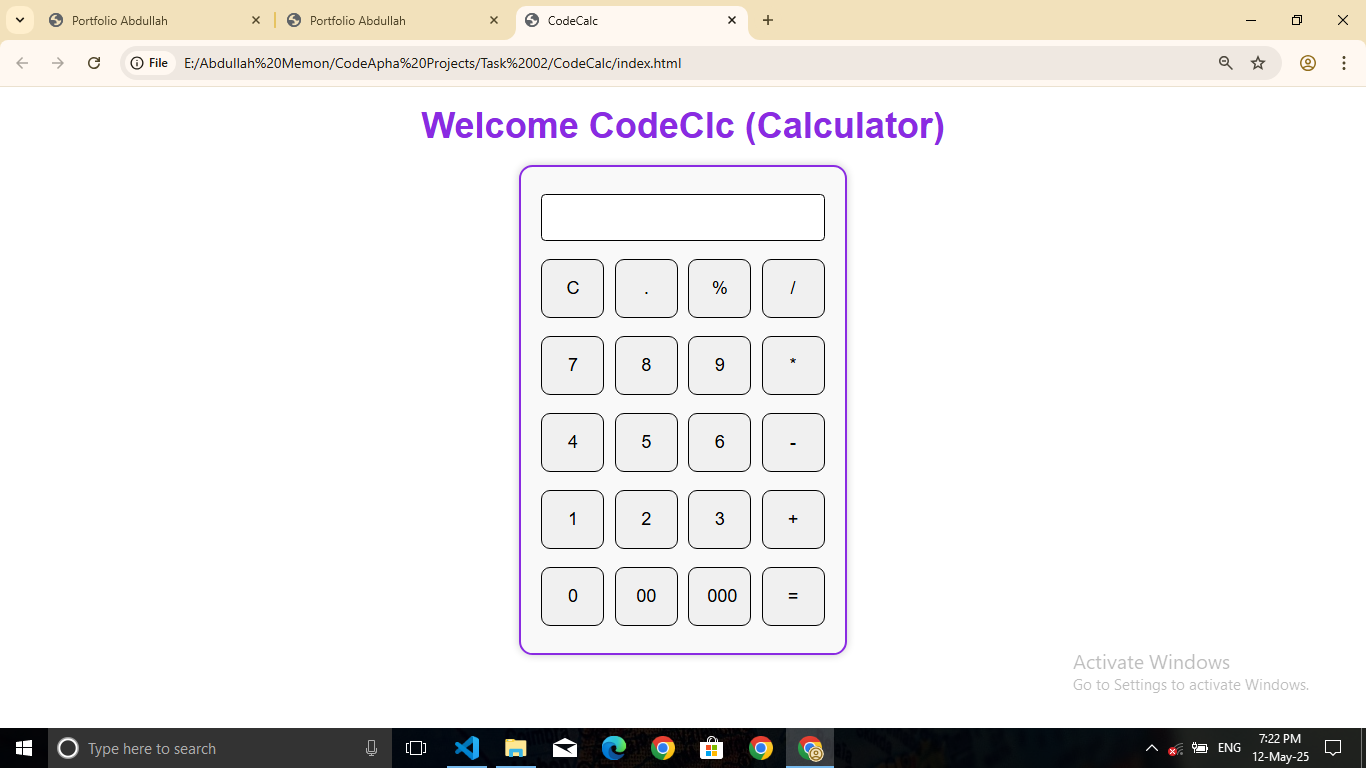 Portfolio Abdullah
Portfolio Abdullah
CodeCalc
File E:/Abdullah%20Memon/CodeApha%20Projects/Task%2002/CodeCalc/index.html
Welcome CodeClc (Calculator)
C . % /
7 8 9 *
4 5 6 -
1 2 3 +
0 00 000 =
Activate Windows
Go to Settings to activate Windows.
Type here to search
ENG
7:22 PM
12-May-25